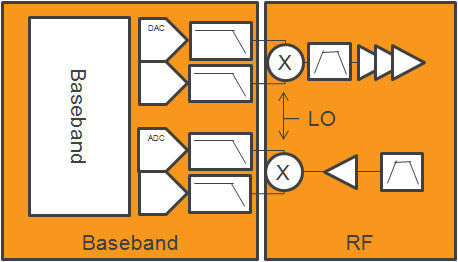 Baseband
DAC
X
LO
ADC
X
Baseband
RF